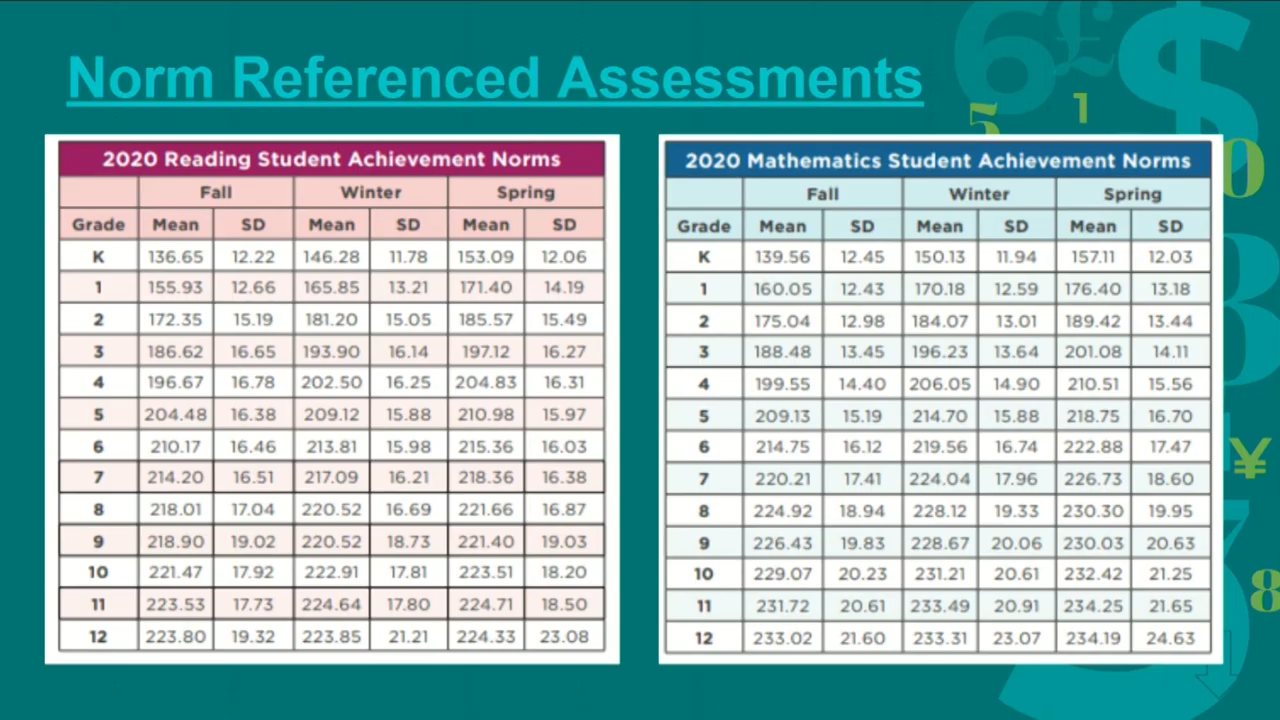 Norm Referenced Assessments
2020 Reading Student Achievement Norms
Fall Winter Spring
Grade Mean SD Mean SD Mean SD
K 136.65 12.22 146.28 11.78 153.09 12.06
1 155.93 12.66 165.85 13.21 171.40 14.19
2 172.35 15.19 181.20 15.05 185.57 15.49
3 186.62 16.65 193.90 16.14 197.12 16.27
4 196.67 16.78 202.50 16.25 204.83 16.31
5 204.48 16.38 209.12 15.88 210.98 15.97
6 210.17 16.46 213.81 15.98 215.36 16.03
7 214.20 16.51 217.09 16.21 218.36 16.38
8 218.01 17.04 220.52 16.69 221.66 16.87
9 218.90 19.02 220.52 18.73 221.40 19.03
10 221.47 17.92 222.91 17.81 223.51 18.20
11 223.53 17.73 224.64 17.80 224.71 18.50
12 223.80 19.32 223.85 21.21 224.33 23.08
2020 Mathematics Student Achievement Norms
Fall Winter Spring
Grade Mean SD Mean SD Mean SD
K 139.56 12.45 150.13 11.94 157.11 12.03
1 160.05 12.43 170.18 12.59 176.40 13.18
2 175.04 12.98 184.07 13.01 189.42 13.44
3 188.48 13.45 196.23 13.64 201.08 14.11
4 199.55 14.40 206.05 14.90 210.51 15.56
5 209.13 15.19 214.70 15.88 218.75 16.70
6 214.75 16.12 219.56 16.74 222.88 17.47
7 220.21 17.41 224.04 17.96 226.73 18.60
8 224.92 18.94 228.12 19.33 230.30 19.95
9 226.43 19.83 228.67 20.06 230.03 20.63
10 229.07 20.23 231.21 20.61 232.42 21.25
11 231.72 20.61 233.49 20.91 234.25 21.65
12 233.02 21.60 233.31 23.07 234.19 24.63
6 £ $
5 1
0
¥
8